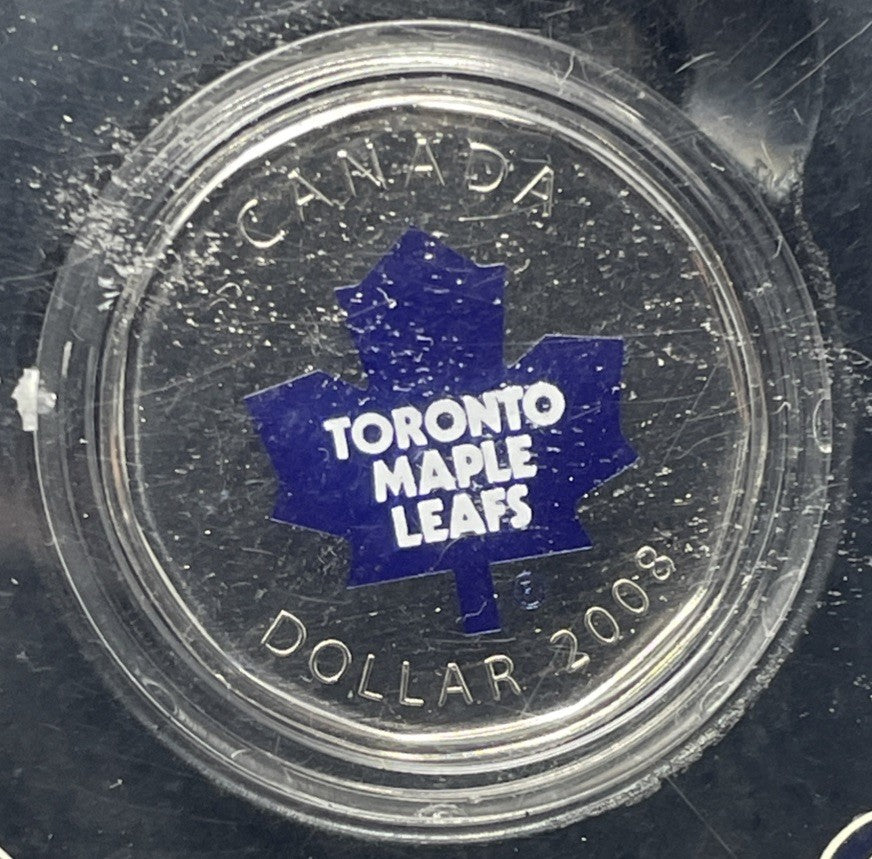 CANADA
TORONTO
MAPLE
LEAFS
DOLLAR 2008